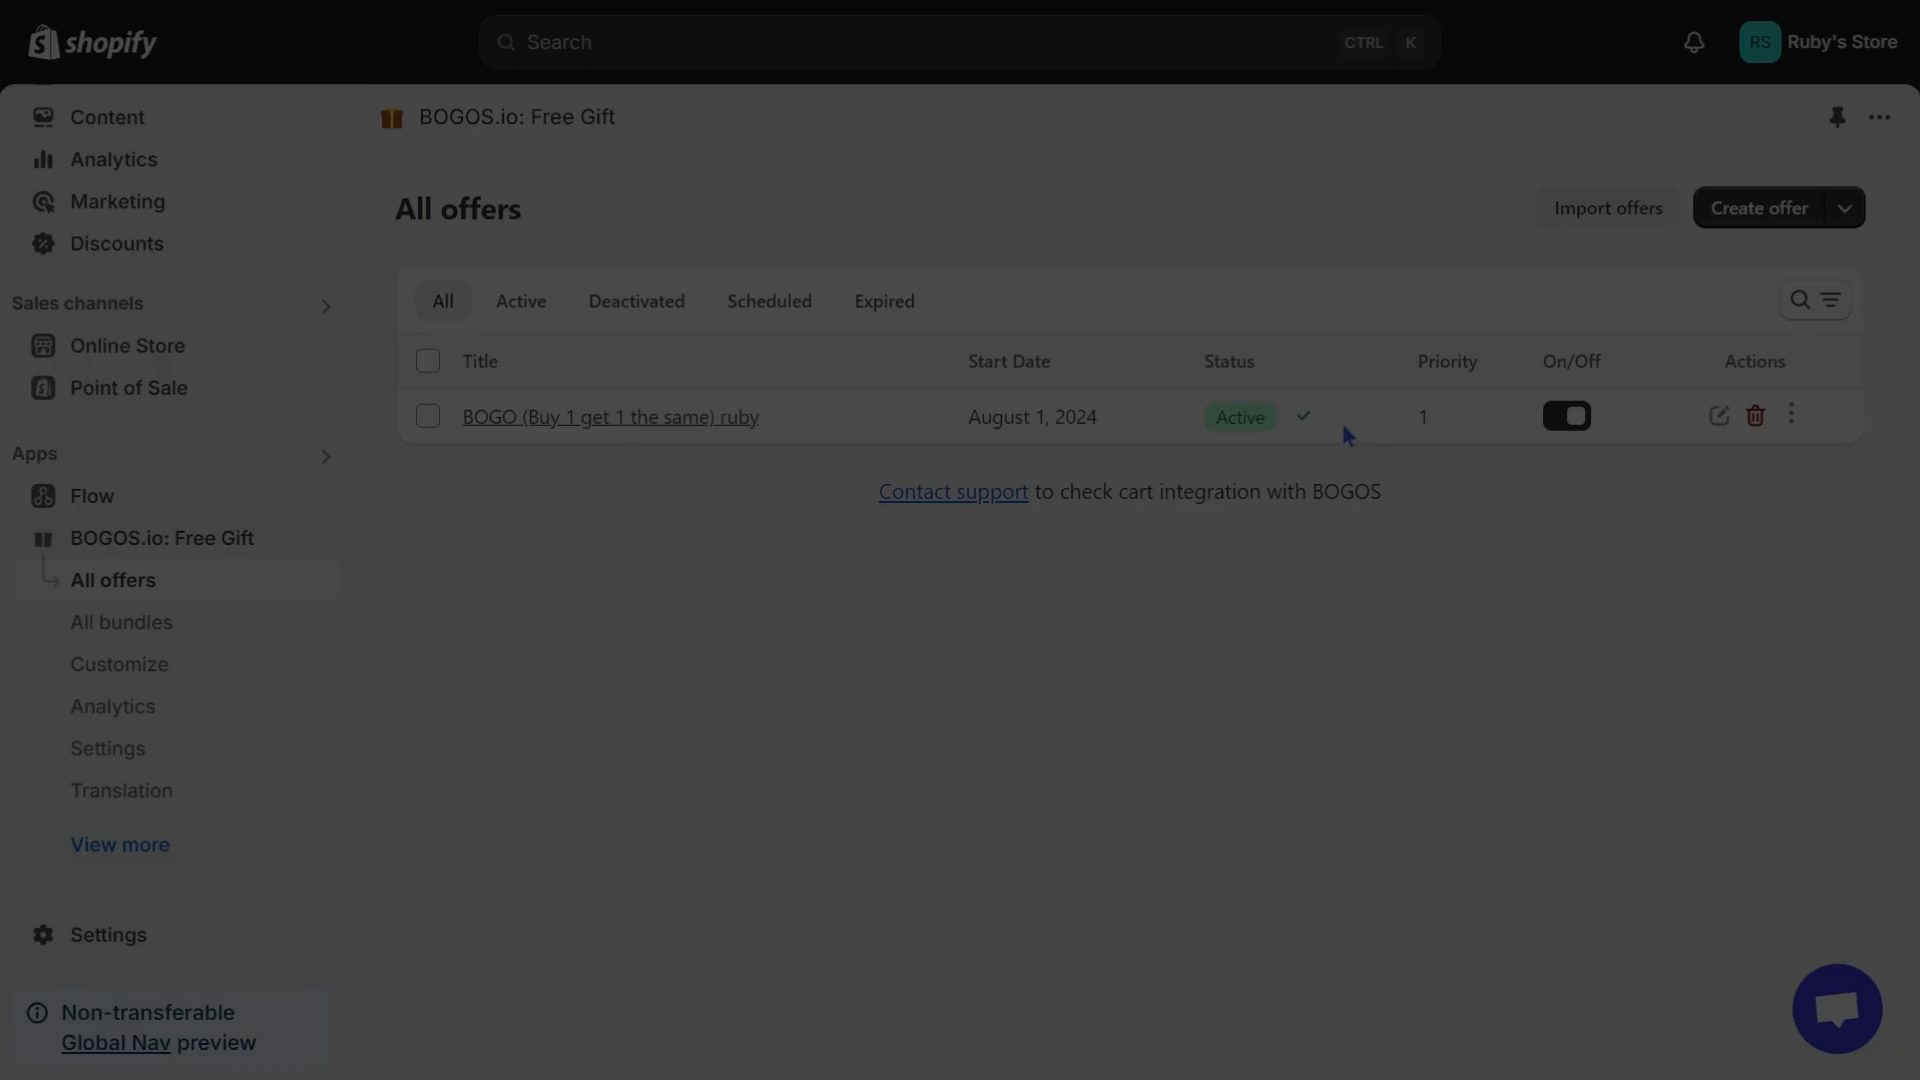 shopify
Search
CTRL K
RS Ruby's Store
Content
Analytics
Marketing
Discounts
Sales channels
Online Store
Point of Sale
Apps
Flow
BOGOS.io: Free Gift
All offers
All bundles
Customize
Analytics
Settings
Translation
View more
Settings
Non-transferable
Global Nav preview
BOGOS.io: Free Gift
All offers
Import offers
Create offer
All Active Deactivated Scheduled Expired
Title Start Date Status Priority On/Off Actions
BOGO (Buy 1 get 1 the same) ruby August 1, 2024 Active 1
Contact support to check cart integration with BOGOS